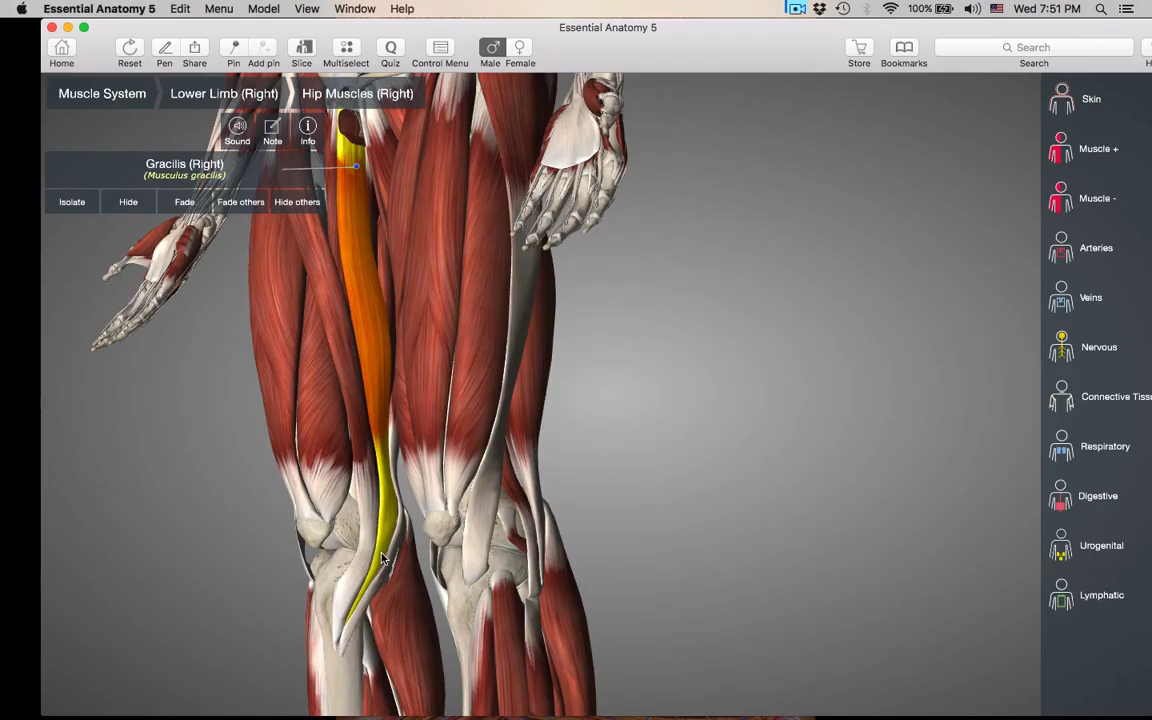 Essential Anatomy 5 Edit Menu Model View Window Help 100% Wed 7:51 PM
Essential Anatomy 5
Home Reset Pen Share Pin Add pin Slice Multiselect Quiz Control Menu Male Female Store Bookmarks Search
Search
Muscle System Lower Limb (Right) Hip Muscles (Right)
Sound Note Info
Gracilis (Right)
(Musculus gracilis)
Isolate Hide Fade Fade others Hide others
Skin
Muscle +
Muscle -
Arteries
Veins
Nervous
Connective Tissu
Respiratory
Digestive
Urogenital
Lymphatic